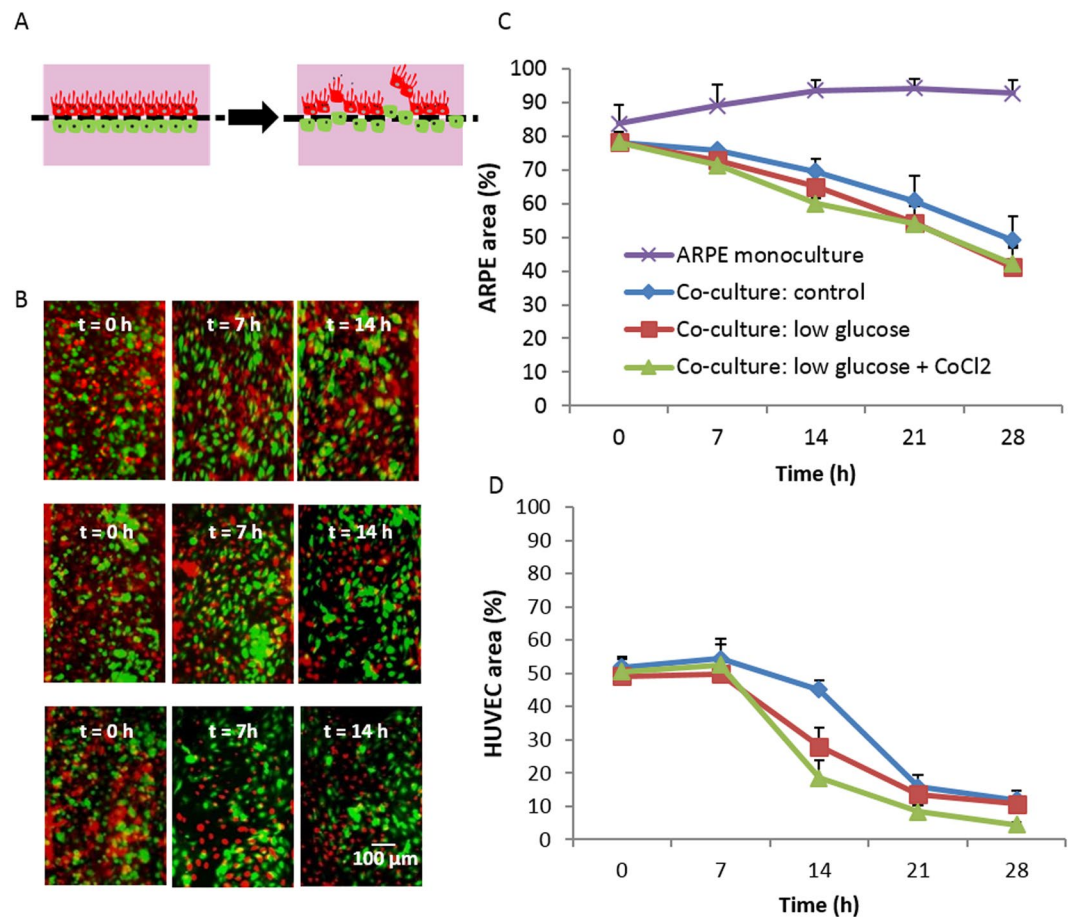 A
B
t = 0 h
t = 7 h
t = 14 h
t = 0 h
t = 7 h
t = 14 h
t = 0 h
t = 7h
t = 14 h
100 µm
C
ARPE area (%)
100
90
80
70
60
50
40
30
20
10
0
ARPE monoculture
Co-culture: control
Co-culture: low glucose
Co-culture: low glucose + CoCl2
0 7 14 21 28
Time (h)
D
HUVEC area (%)
100
90
80
70
60
50
40
30
20
10
0
0 7 14 21 28
Time (h)